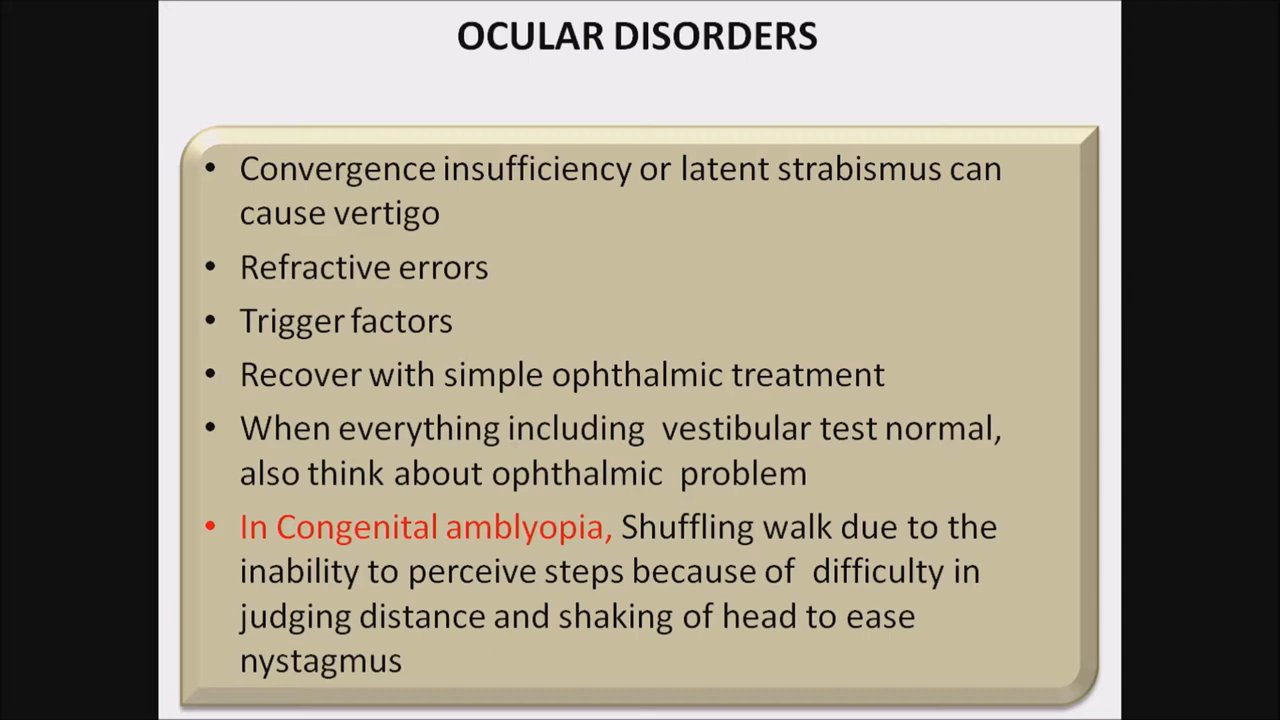 OCULAR DISORDERS
• Convergence insufficiency or latent strabismus can
cause vertigo
• Refractive errors
• Trigger factors
• Recover with simple ophthalmic treatment
• When everything including vestibular test normal,
also think about ophthalmic problem
• In Congenital amblyopia, Shuffling walk due to the
inability to perceive steps because of difficulty in
judging distance and shaking of head to ease
nystagmus